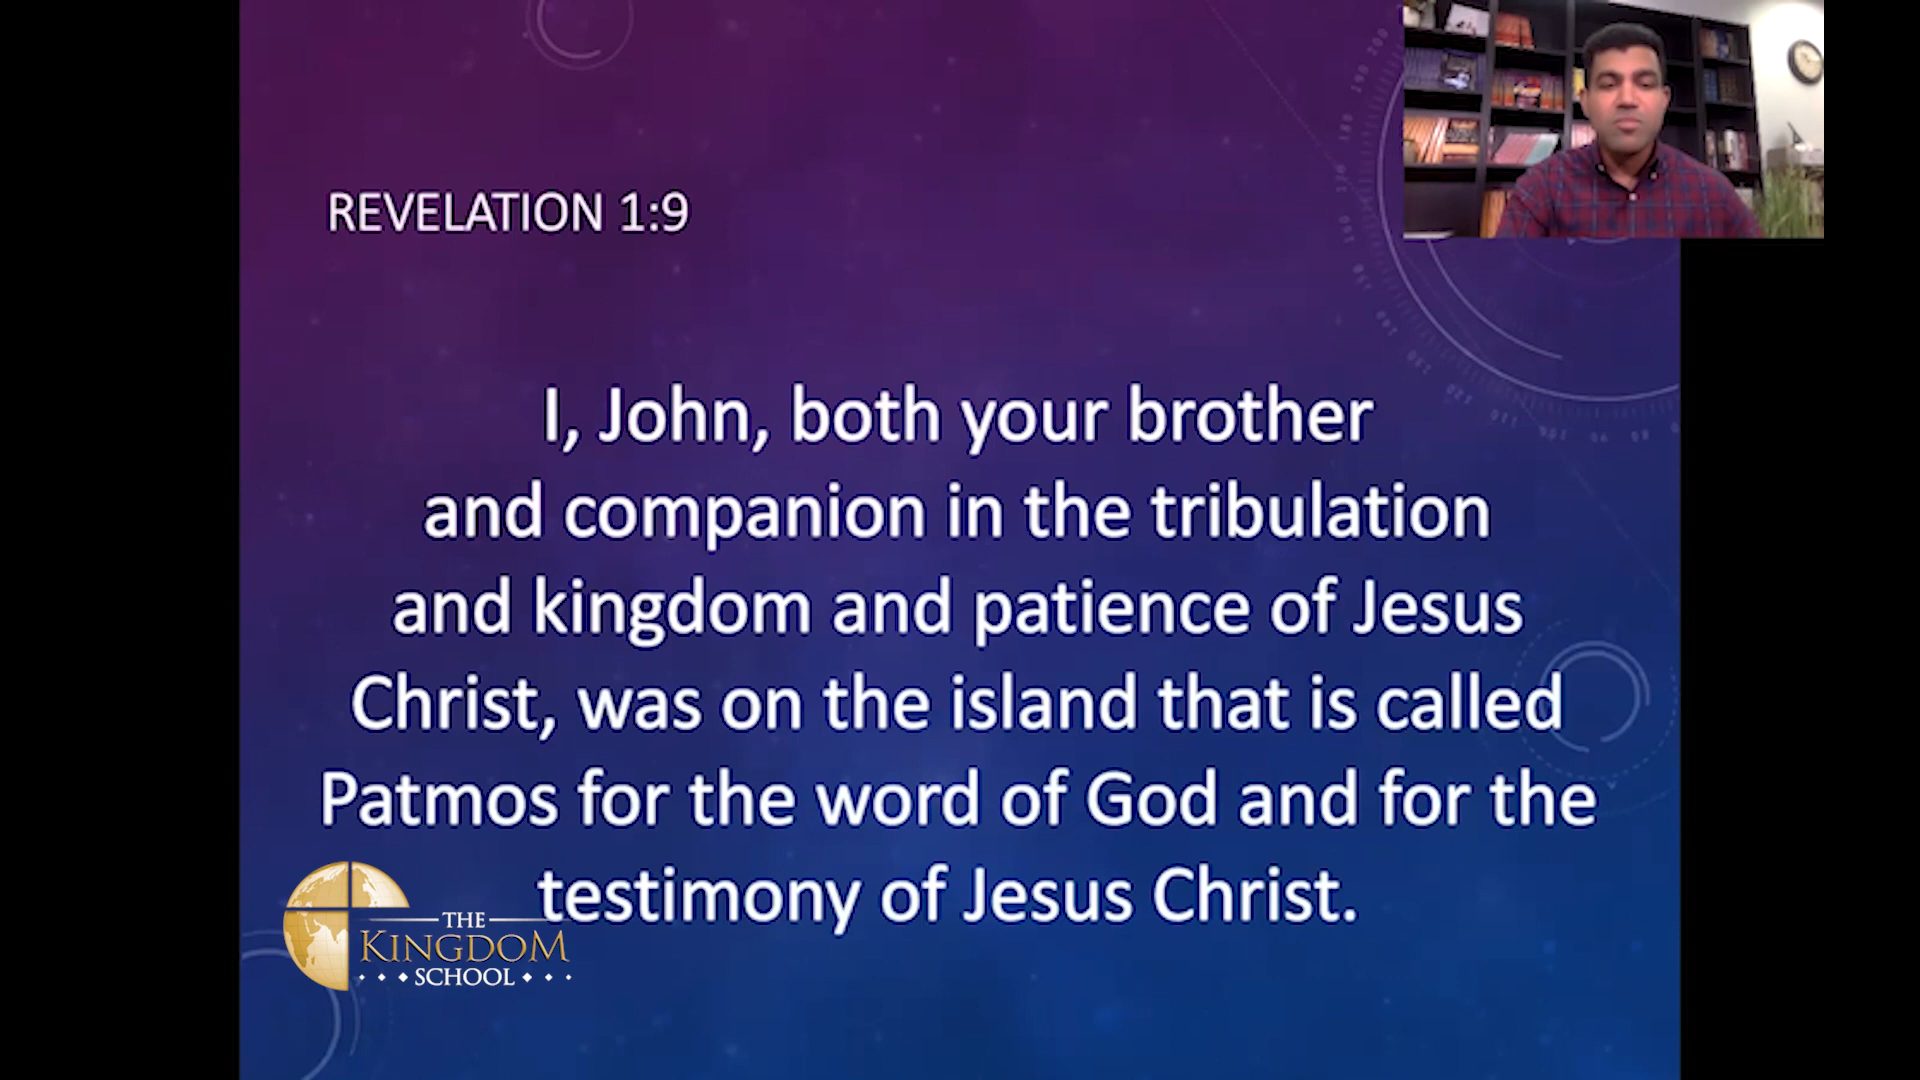 REVELATION 1:9
I, John, both your brother
and companion in the tribulation
and kingdom and patience of Jesus
Christ, was on the island that is called
Patmos for the word of God and for the
testimony of Jesus Christ.
THE
KINGDOM
SCHOOL